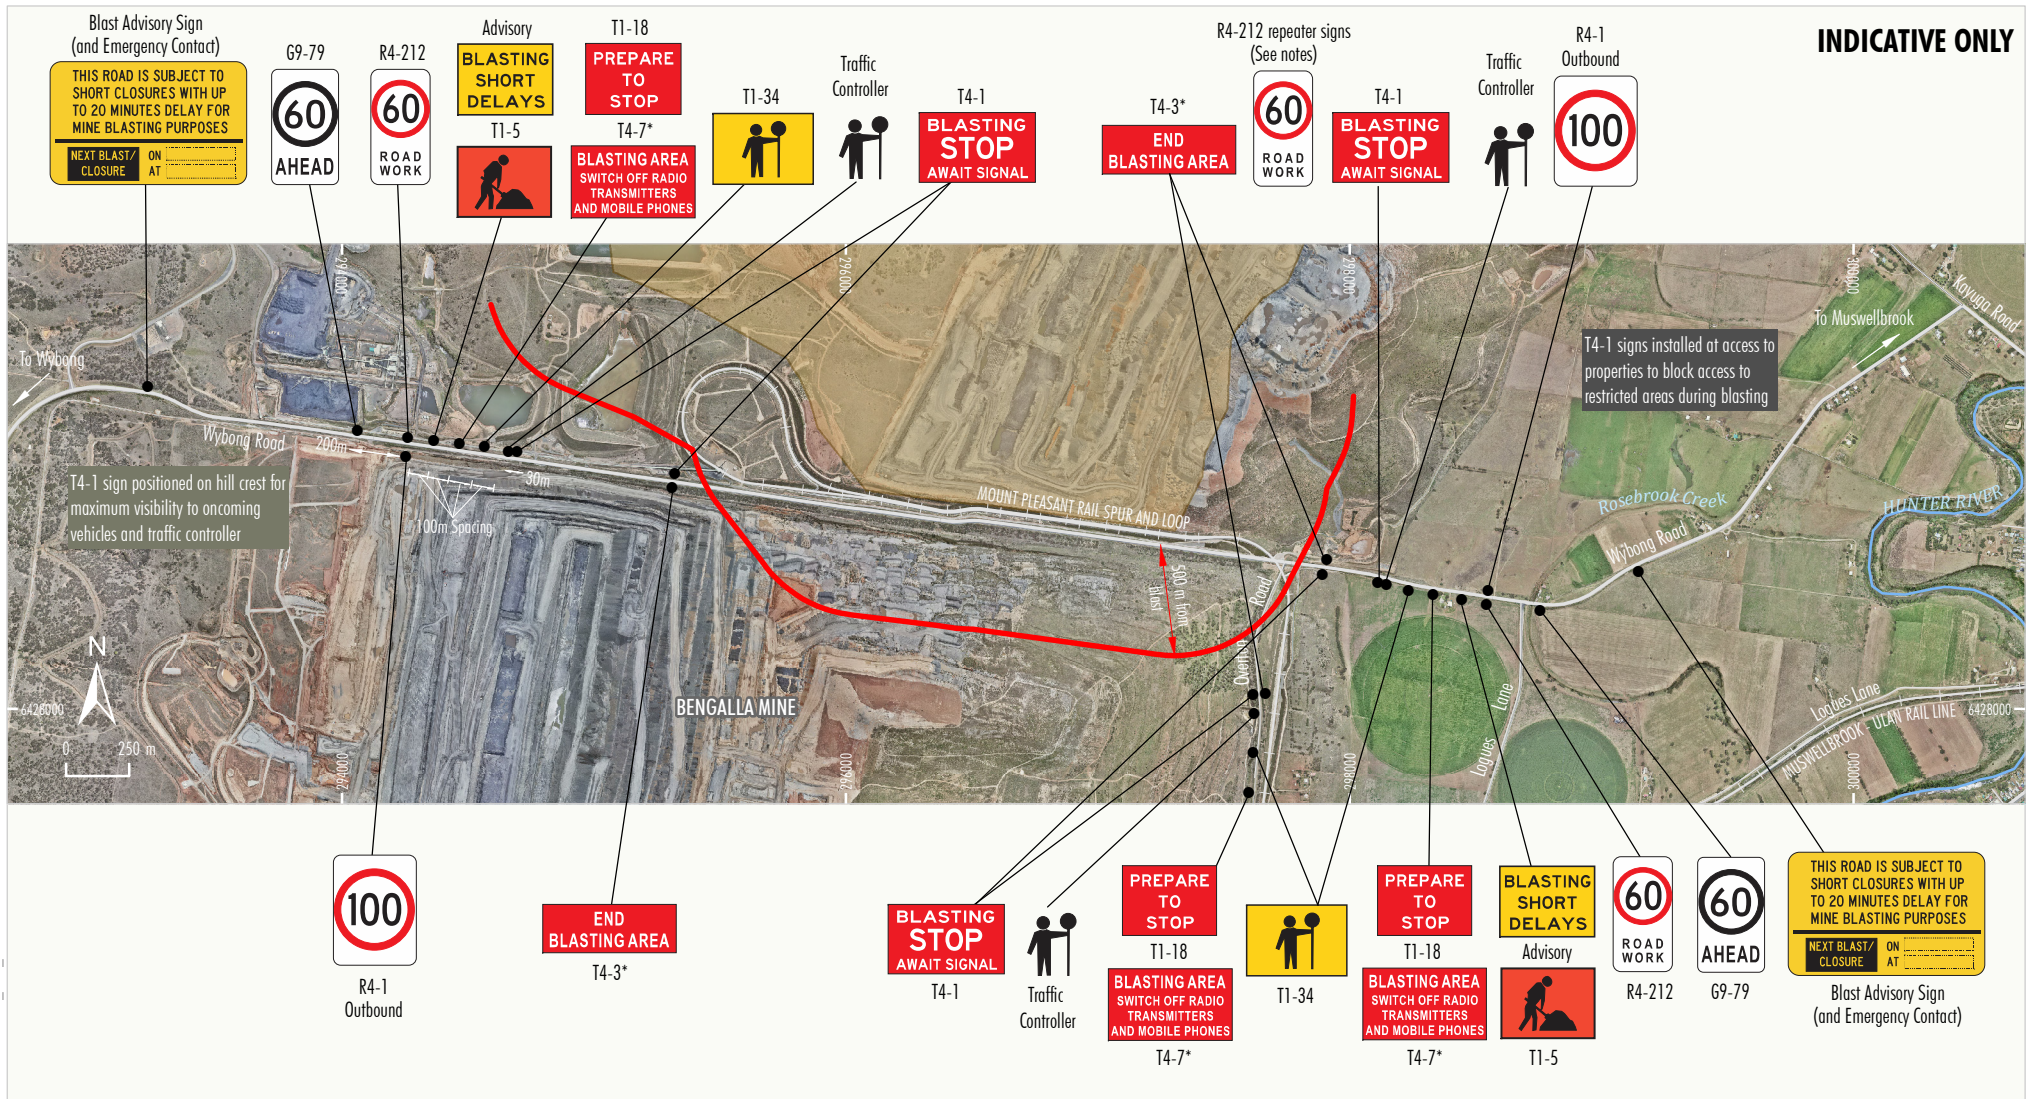 INDICATIVE ONLY
Blast Advisory Sign
(and Emergency Contact)
THIS ROAD IS SUBJECT TO
SHORT CLOSURES WITH UP
TO 20 MINUTES DELAY FOR
MINE BLASTING PURPOSES
NEXT BLAST/
CLOSURE
ON
AT
G9-79
60
AHEAD
R4-212
60
ROAD
WORK
Advisory
BLASTING
SHORT
DELAYS
T1-5
T1-18
PREPARE
TO
STOP
T4-7*
BLASTING AREA
SWITCH OFF RADIO
TRANSMITTERS
AND MOBILE PHONES
T1-34
Traffic
Controller
T4-1
BLASTING
STOP
AWAIT SIGNAL
T4-3*
END
BLASTING AREA
R4-212 repeater signs
(See notes)
60
ROAD
WORK
T4-1
BLASTING
STOP
AWAIT SIGNAL
Traffic
Controller
R4-1
Outbound
100
294000
296000
298000
300000
Kayuga Road
To Muswellbrook
To Wybong
T4-1 signs installed at access to
properties to block access to
restricted areas during blasting
Wybong Road
200m
30m
100m Spacing
T4-1 sign positioned on hill crest for
maximum visibility to oncoming
vehicles and traffic controller
MOUNT PLEASANT RAIL SPUR AND LOOP
Rosebrook Creek
HUNTER RIVER
Wybong Road
500 m from
blast
Overton Road
Logues Lane
Logues Lane
MUSWELLBROOK - ULAN RAIL LINE
BENGALLA MINE
N
6428000
6428000
0 250 m
294000
296000
298000
300000
100
R4-1
Outbound
END
BLASTING AREA
T4-3*
BLASTING
STOP
AWAIT SIGNAL
T4-1
Traffic
Controller
PREPARE
TO
STOP
T1-18
BLASTING AREA
SWITCH OFF RADIO
TRANSMITTERS
AND MOBILE PHONES
T4-7*
T1-34
PREPARE
TO
STOP
T1-18
BLASTING AREA
SWITCH OFF RADIO
TRANSMITTERS
AND MOBILE PHONES
T4-7*
BLASTING
SHORT
DELAYS
Advisory
T1-5
60
ROAD
WORK
R4-212
60
AHEAD
G9-79
THIS ROAD IS SUBJECT TO
SHORT CLOSURES WITH UP
TO 20 MINUTES DELAY FOR
MINE BLASTING PURPOSES
NEXT BLAST/
CLOSURE
ON
AT
Blast Advisory Sign
(and Emergency Contact)